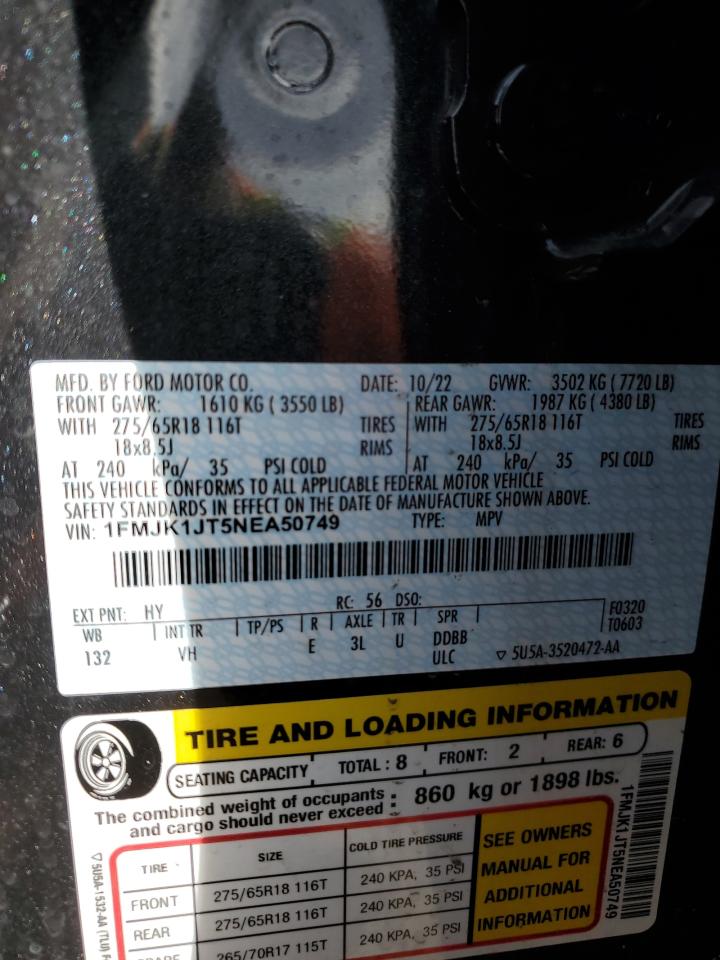 MFD. BY FORD MOTOR CO. DATE: 10/22 GVWR: 3502 KG ( 7720 LB)
FRONT GAWR: 1610 KG ( 3550 LB) REAR GAWR: 1987 KG ( 4380 LB)
WITH 275/65R18 116T TIRES WITH 275/65R18 116T TIRES
18x8.5J RIMS 18x8.5J RIMS
AT 240 kPa/ 35 PSI COLD AT 240 kPa/ 35 PSI COLD
THIS VEHICLE CONFORMS TO ALL APPLICABLE FEDERAL MOTOR VEHICLE
SAFETY STANDARDS IN EFFECT ON THE DATE OF MANUFACTURE SHOWN ABOVE.
VIN: 1FMJK1JT5NEA50749 TYPE: MPV
EXT PNT: HY RC: 56 DSO: F0320
WB INT TR TP/PS R AXLE TR SPR T0603
132 VH E 3L U DDBB
ULC ▽ 5U5A-3520472-AA
TIRE AND LOADING INFORMATION
SEATING CAPACITY TOTAL : 8 FRONT: 2 REAR: 6
The combined weight of occupants : 860 kg or 1898 lbs.
and cargo should never exceed
TIRE SIZE COLD TIRE PRESSURE
FRONT 275/65R18 116T 240 KPA, 35 PSI
REAR 275/65R18 116T 240 KPA, 35 PSI
SPARE 265/70R17 115T 240 KPA, 35 PSI
SEE OWNERS
MANUAL FOR
ADDITIONAL
INFORMATION
1FMJK1JT5NEA50749
▽ 5U5A-1532-AA (TLU)